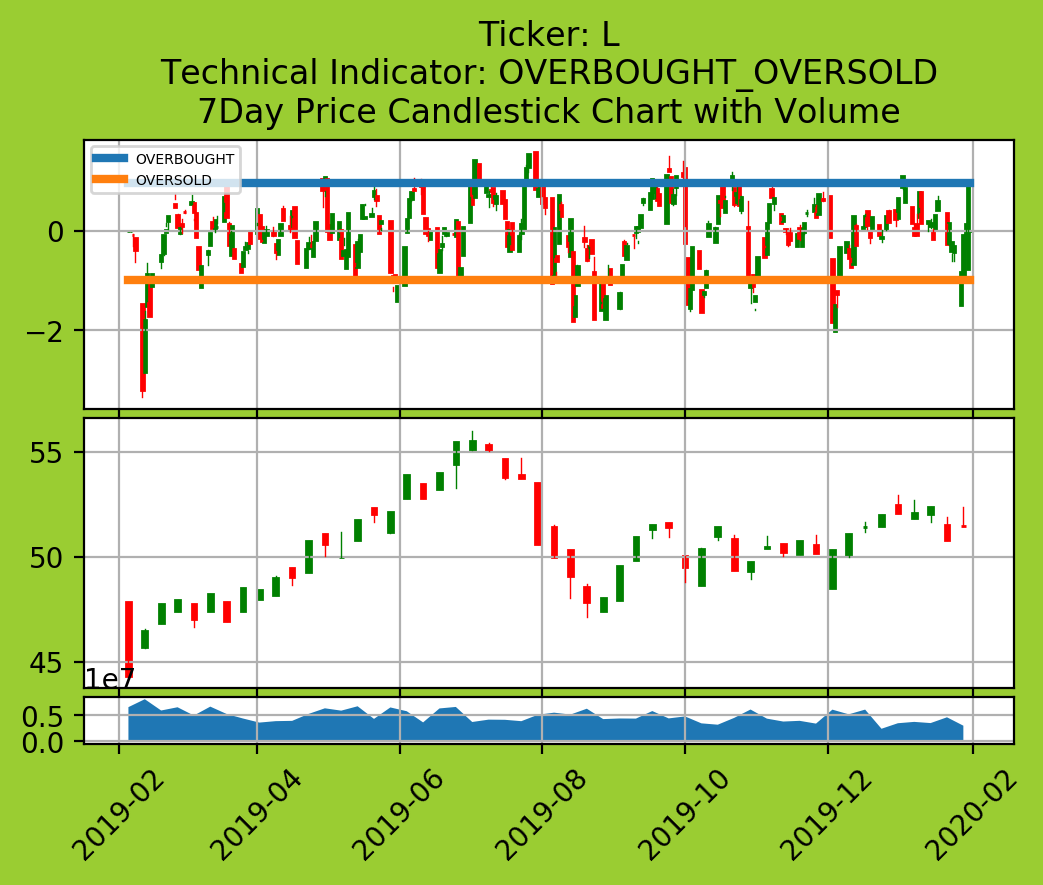 Ticker: L
Technical Indicator: OVERBOUGHT_OVERSOLD
7Day Price Candlestick Chart with Volume
OVERBOUGHT
OVERSOLD
0
−2
55
50
45
1e7
0.5
0.0
2019-02
2019-04
2019-06
2019-08
2019-10
2019-12
2020-02